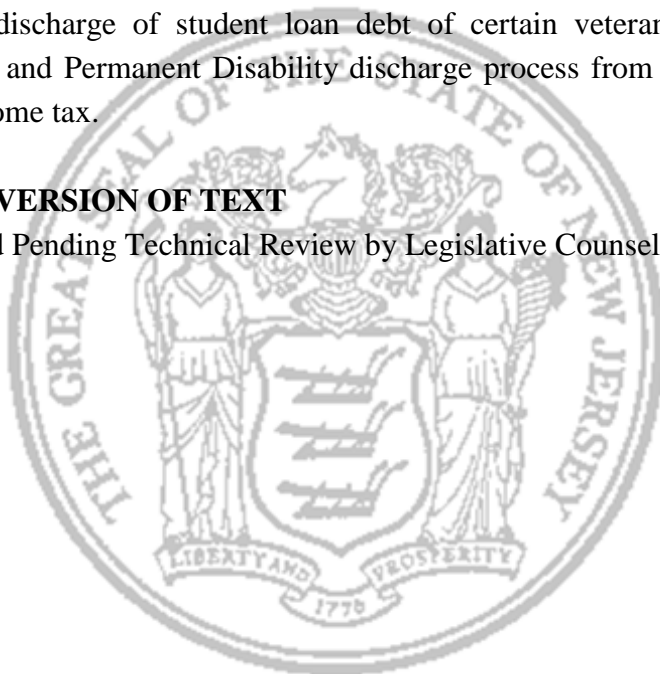 discharge of student loan debt of certain veteran
and Permanent Disability discharge process from
ome tax.
VERSION OF TEXT
d Pending Technical Review by Legislative Counsel
THE GREAT SEAL OF THE STATE OF NEW JERSEY
LIBERTY AND PROSPERITY
1776